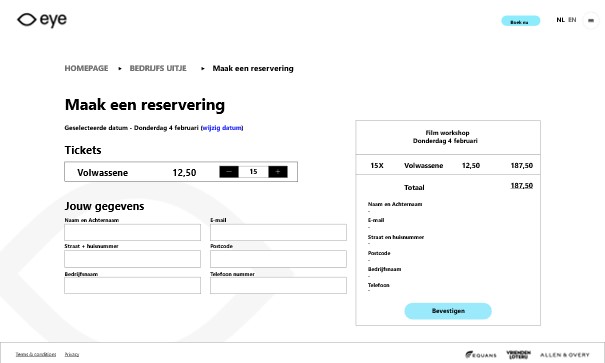 eye
Boek nu
NL EN
HOMEPAGE ▸ BEDRIJFS UITJE ▸ Maak een reservering
Maak een reservering
Geselecteerde datum - Donderdag 4 februari (wijzig datum)
Tickets
Volwassene 12,50 − 15 +
Jouw gegevens
Naam en Achternaam E-mail
Straat + huisnummer Postcode
Bedrijfsnaam Telefoon nummer
Film workshop
Donderdag 4 februari
15X Volwassene 12,50 187,50
Totaal 187,50
Naam en Achternaam
-
E-mail
-
Straat en huisnummer
-
Postcode
-
Bedrijfsnaam
-
Telefoon
-
Bevestigen
Terms & conditions Privacy
EQUANS VRIENDEN LOTERIJ ALLEN & OVERY